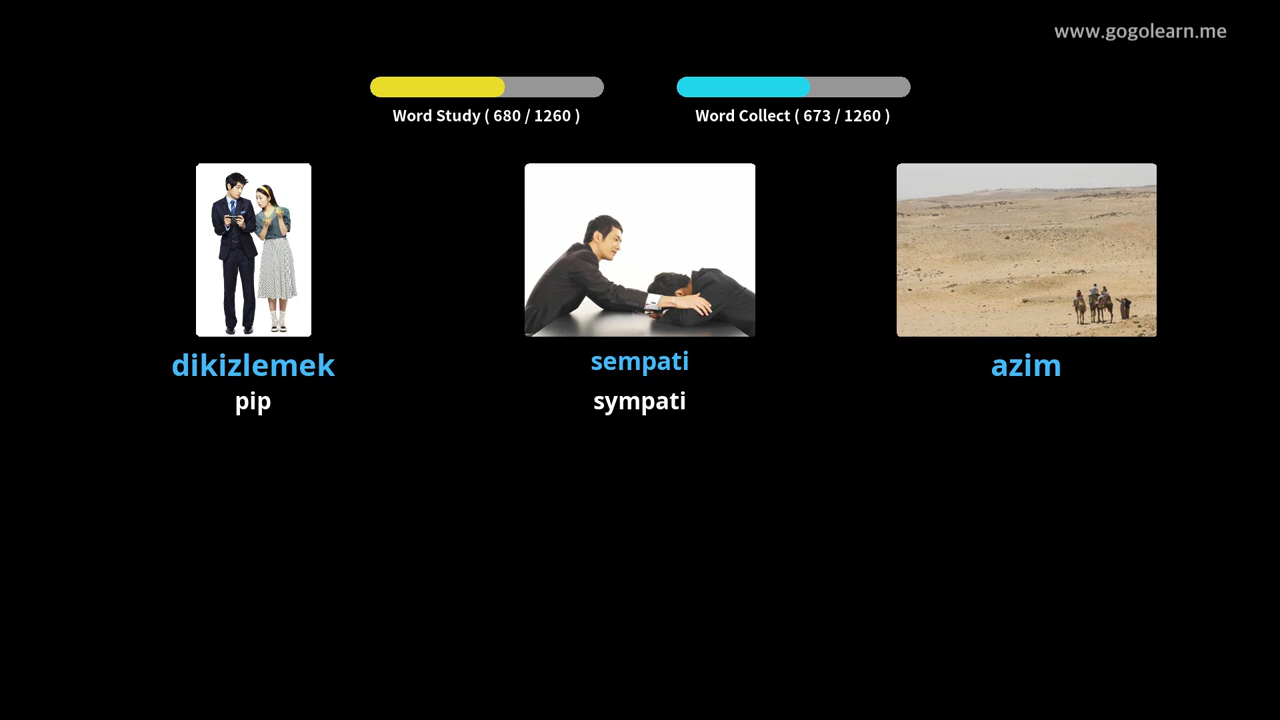 www.gogolearn.me
Word Study ( 680 / 1260 )
Word Collect ( 673 / 1260 )
dikizlemek
pip
sempati
sympati
azim